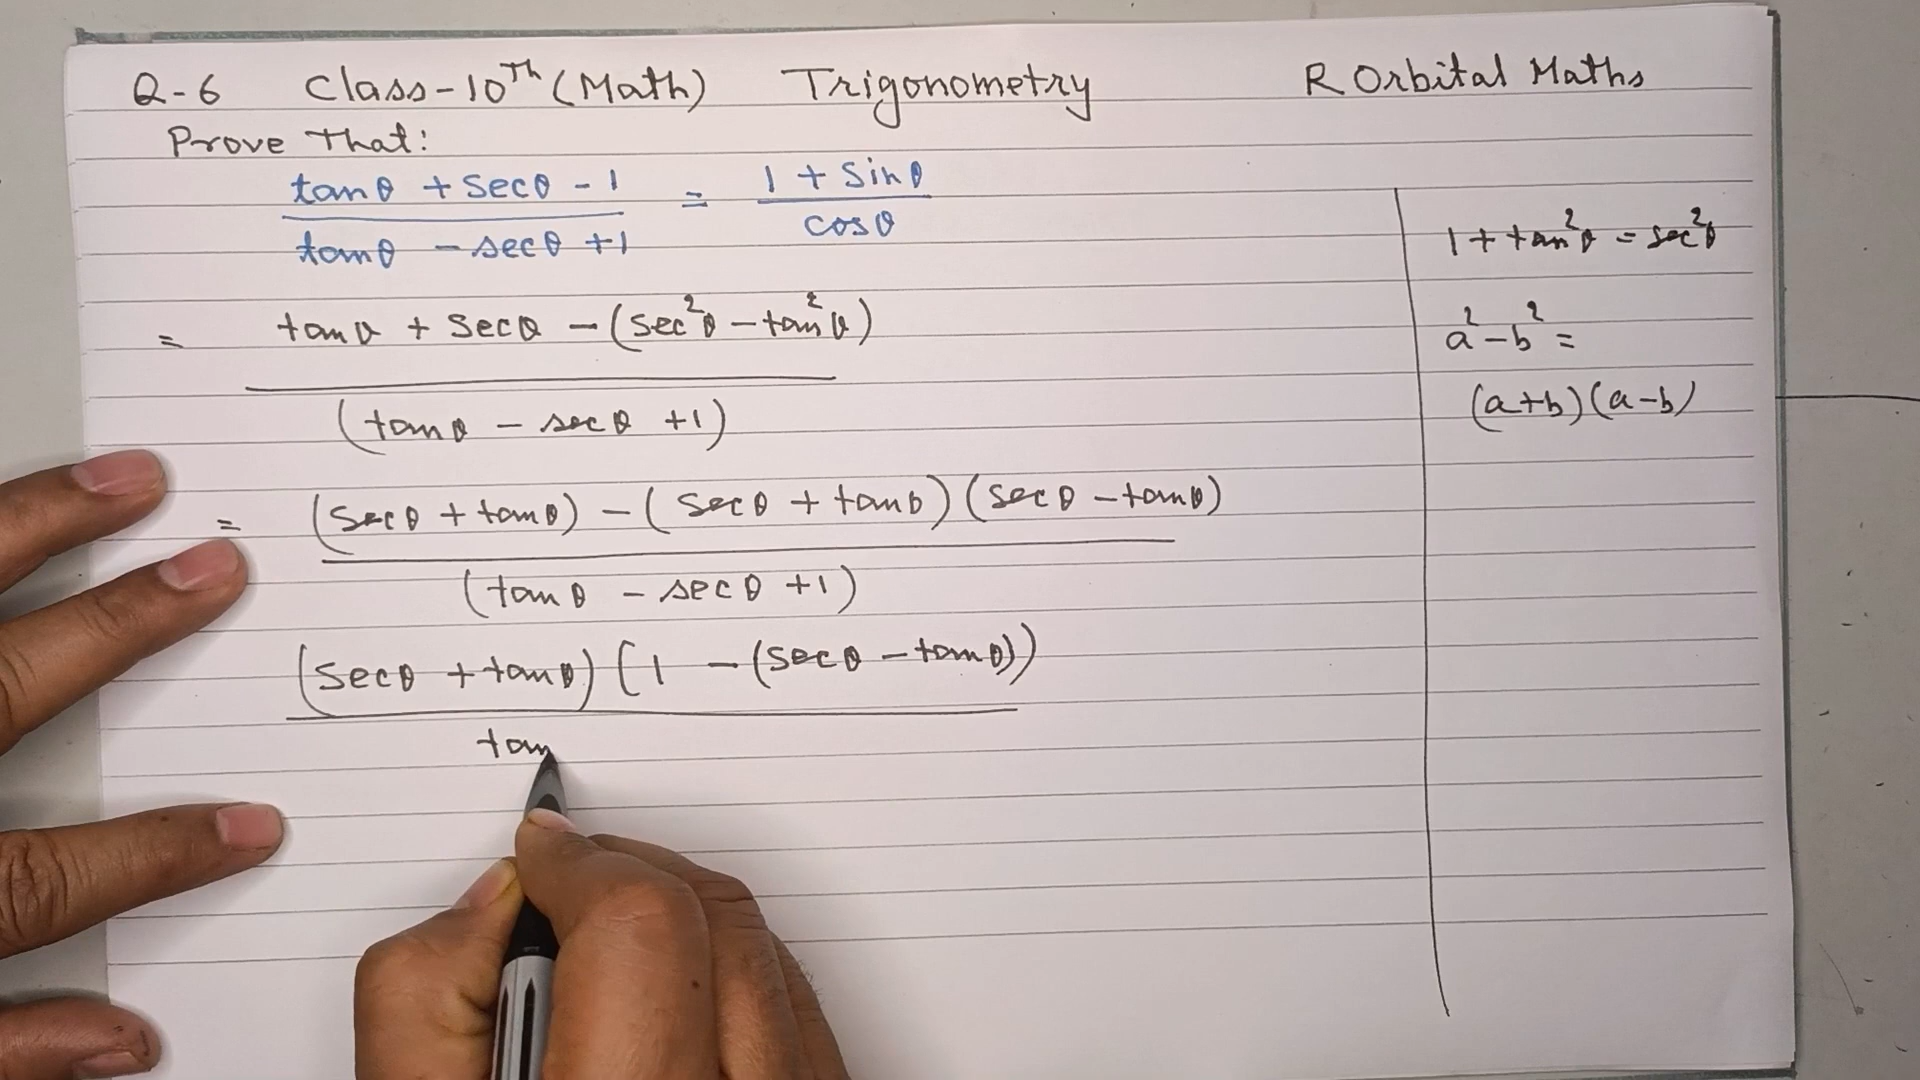 Q-6 Class-10Th (Math) Trigonometry R Orbital Maths
Prove That:
tanθ + secθ - 1 = 1 + sinθ
tanθ - secθ + 1 cosθ
1 + tan²θ = sec²θ
a² - b² =
(a+b)(a-b)
= tanθ + secθ - (sec²θ - tan²θ)
(tanθ - secθ + 1)
= (secθ + tanθ) - (secθ + tanθ)(secθ - tanθ)
(tanθ - secθ + 1)
(secθ + tanθ)(1 - (secθ - tanθ))
tan